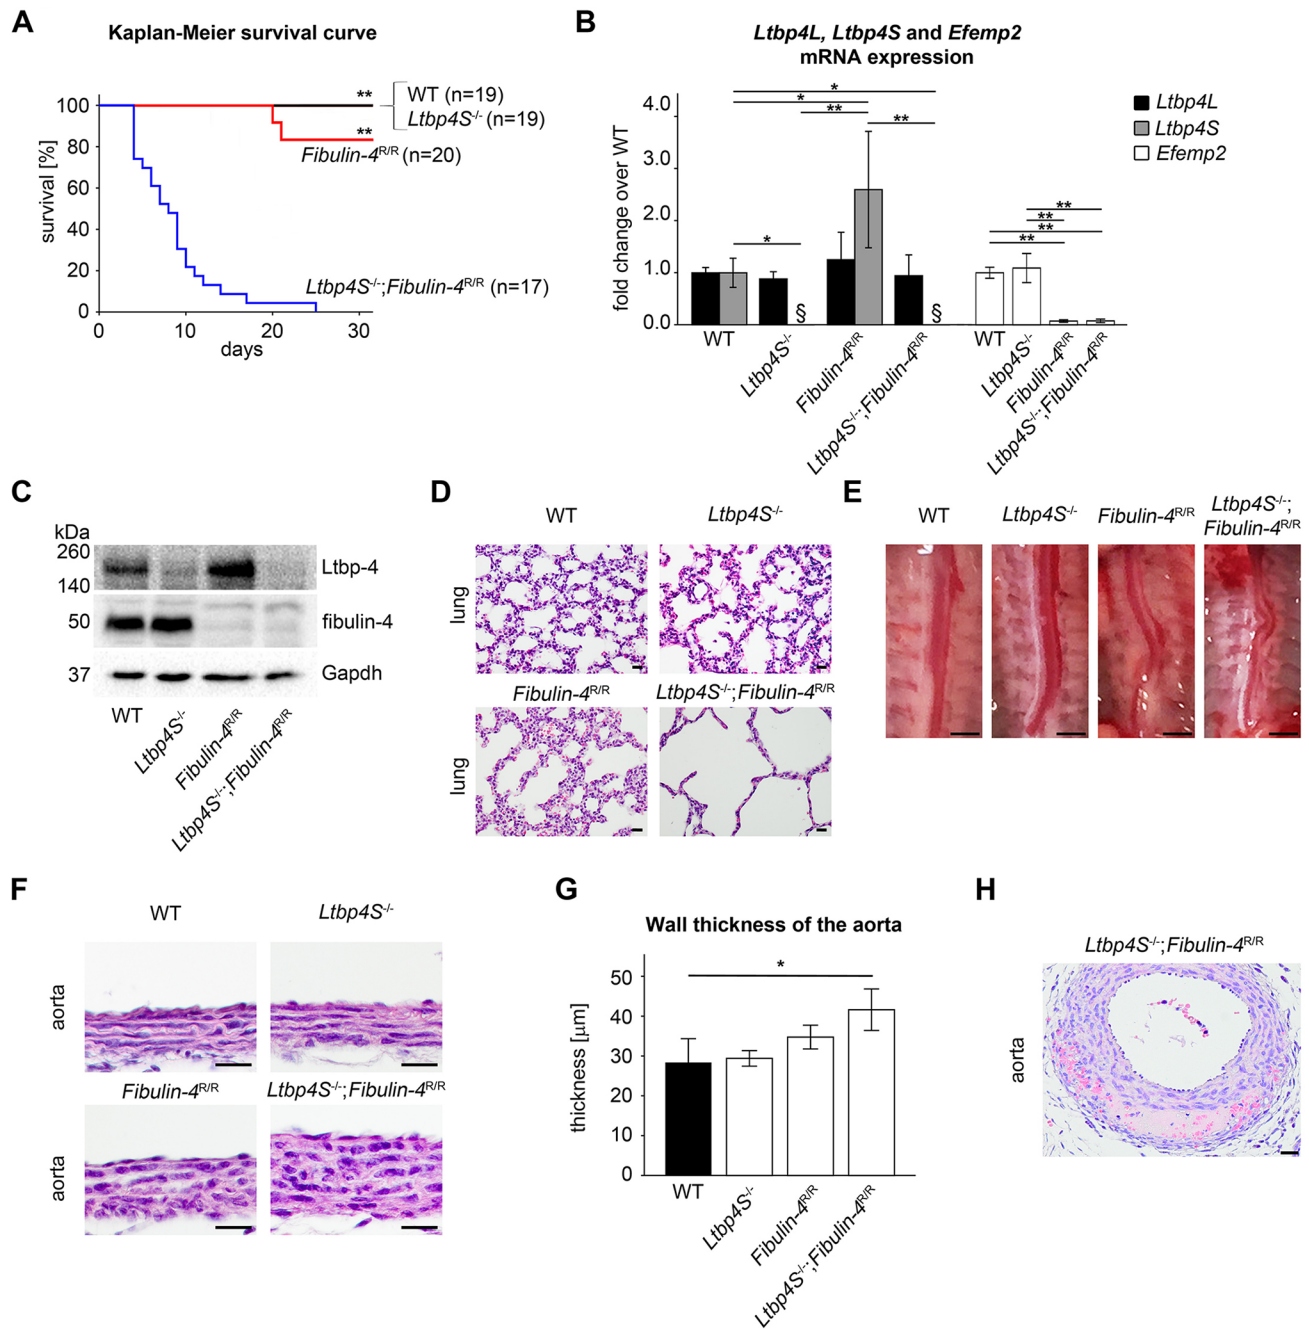 A
Kaplan-Meier survival curve
survival [%]
100
80
60
40
20
0
0
10
20
30
days
**
**
WT (n=19)
Ltbp4S-/- (n=19)
Fibulin-4R/R (n=20)
Ltbp4S-/-;Fibulin-4R/R (n=17)
B
Ltbp4L, Ltbp4S and Efemp2
mRNA expression
fold change over WT
4.0
3.0
2.0
1.0
0.0
*
*
**
**
*
§
§
**
**
**
**
Ltbp4L
Ltbp4S
Efemp2
WT
Ltbp4S-/-
Fibulin-4R/R
Ltbp4S-/-;Fibulin-4R/R
WT
Ltbp4S-/-
Fibulin-4R/R
Ltbp4S-/-;Fibulin-4R/R
C
kDa
260
140
50
37
Ltbp-4
fibulin-4
Gapdh
WT
Ltbp4S-/-
Fibulin-4R/R
Ltbp4S-/-;Fibulin-4R/R
D
WT
Ltbp4S-/-
lung
Fibulin-4R/R
Ltbp4S-/-;Fibulin-4R/R
lung
E
WT
Ltbp4S-/-
Fibulin-4R/R
Ltbp4S-/-;
Fibulin-4R/R
F
WT
Ltbp4S-/-
aorta
Fibulin-4R/R
Ltbp4S-/-;Fibulin-4R/R
aorta
G
Wall thickness of the aorta
thickness [µm]
50
40
30
20
10
0
*
WT
Ltbp4S-/-
Fibulin-4R/R
Ltbp4S-/-;Fibulin-4R/R
H
Ltbp4S-/-;Fibulin-4R/R
aorta